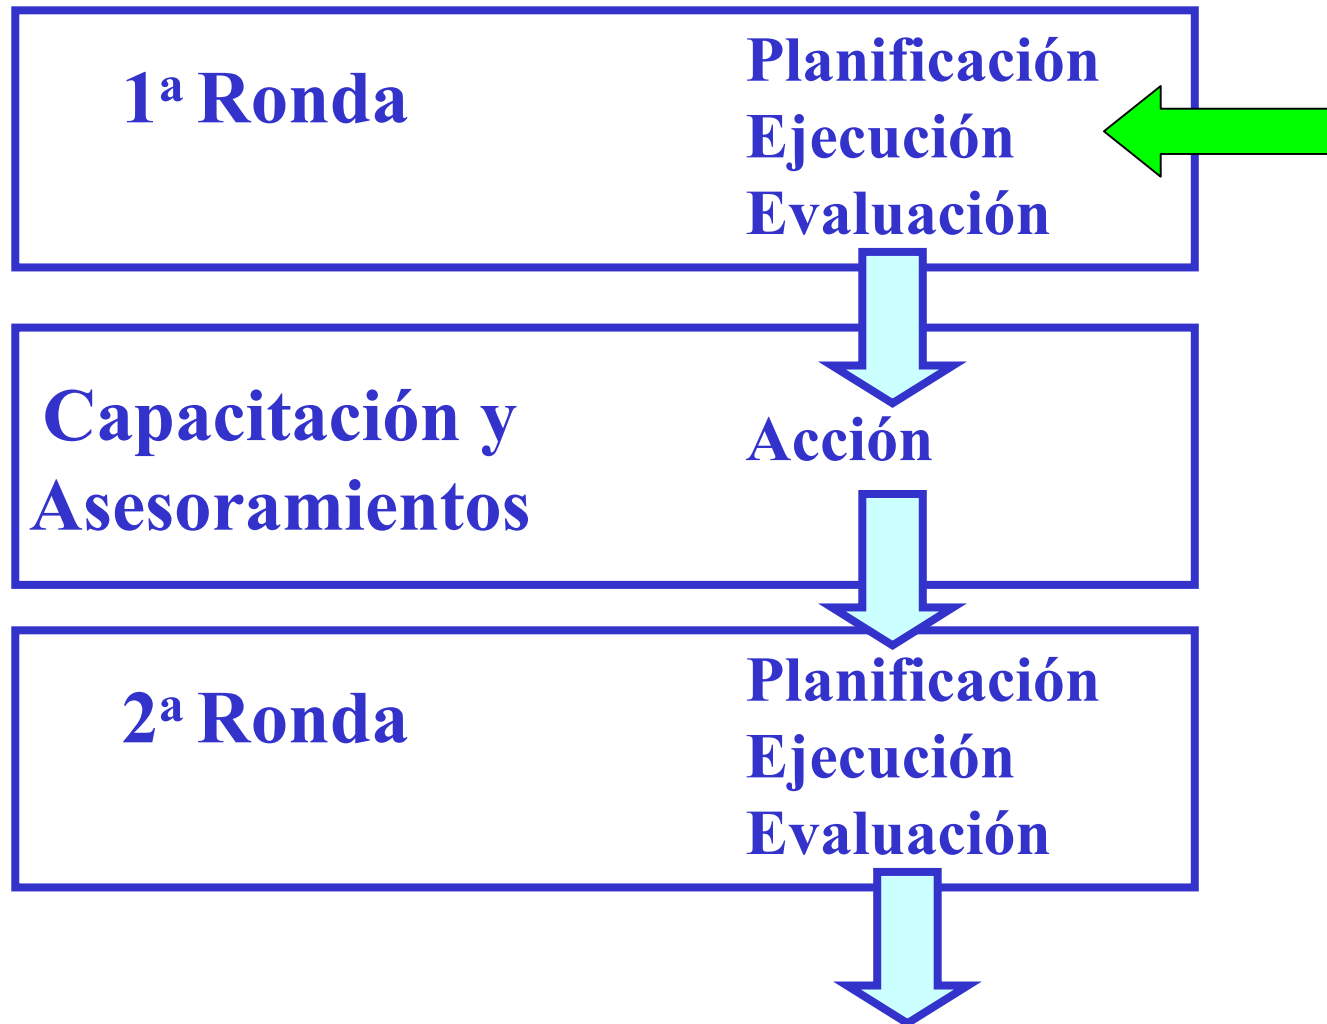 1ª Ronda
Planificación
Ejecución
Evaluación
Capacitación y
Asesoramientos
Acción
2ª Ronda
Planificación
Ejecución
Evaluación